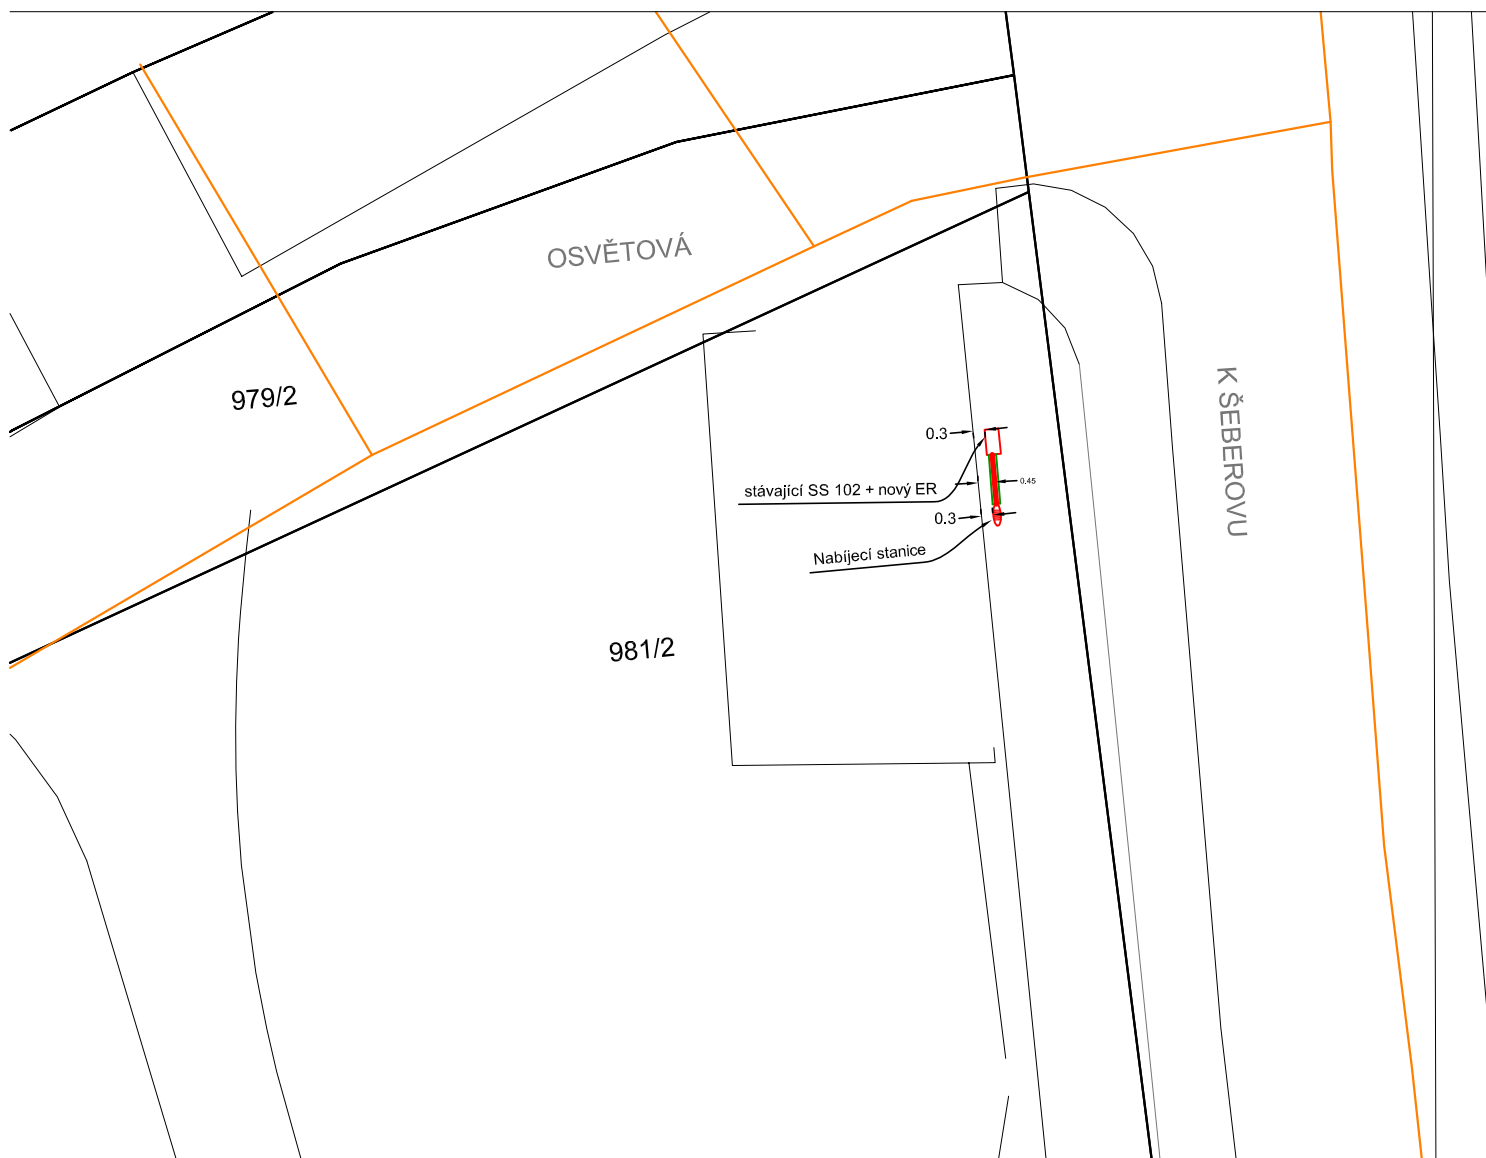 OSVĚTOVÁ
979/2
K ŠEBEROVU
0.3
stávající SS 102 + nový ER
0.45
0.3
Nabíjecí stanice
981/2